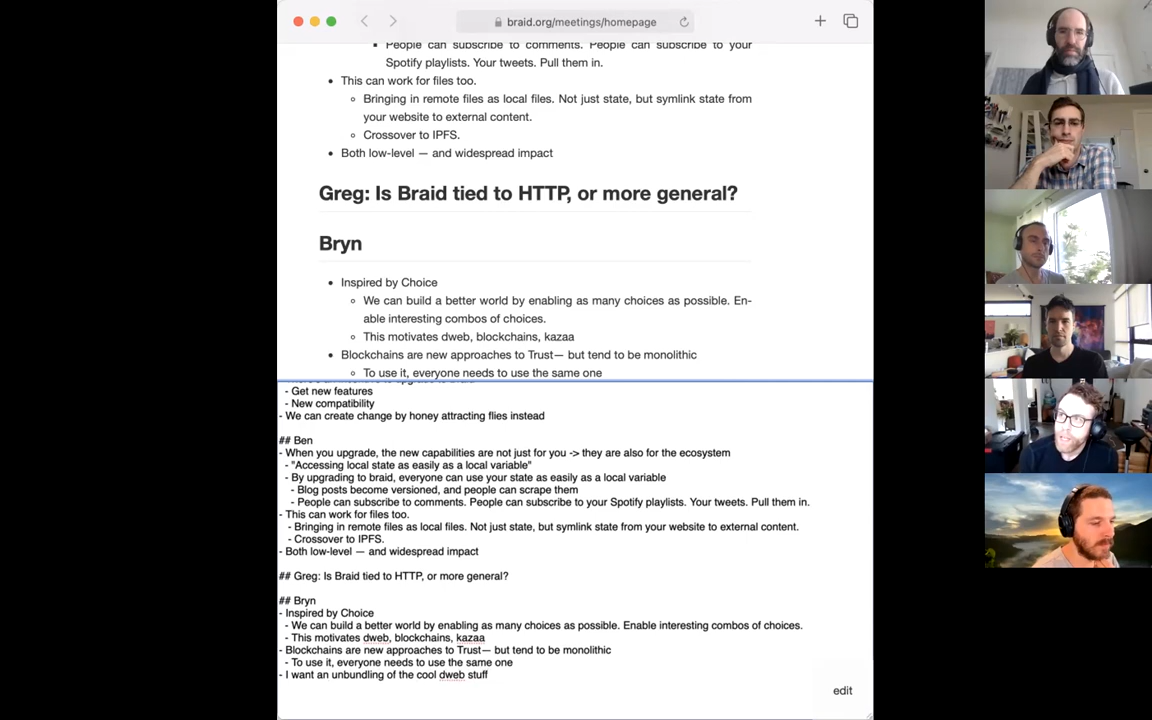 braid.org/meetings/homepage
People can subscribe to comments. People can subscribe to your
Spotify playlists. Your tweets. Pull them in.
This can work for files too.
Bringing in remote files as local files. Not just state, but symlink state from
your website to external content.
Crossover to IPFS.
Both low-level — and widespread impact
Greg: Is Braid tied to HTTP, or more general?
Bryn
Inspired by Choice
We can build a better world by enabling as many choices as possible. En-
able interesting combos of choices.
This motivates dweb, blockchains, kazaa
Blockchains are new approaches to Trust— but tend to be monolithic
To use it, everyone needs to use the same one
- Get new features
- New compatibility
- We can create change by honey attracting flies instead
## Ben
- When you upgrade, the new capabilities are not just for you -> they are also for the ecosystem
- "Accessing local state as easily as a local variable"
- By upgrading to braid, everyone can use your state as easily as a local variable
- Blog posts become versioned, and people can scrape them
- People can subscribe to comments. People can subscribe to your Spotify playlists. Your tweets. Pull them in.
- This can work for files too.
- Bringing in remote files as local files. Not just state, but symlink state from your website to external content.
- Crossover to IPFS.
- Both low-level — and widespread impact
## Greg: Is Braid tied to HTTP, or more general?
## Bryn
- Inspired by Choice
- We can build a better world by enabling as many choices as possible. Enable interesting combos of choices.
- This motivates dweb, blockchains, kazaa
- Blockchains are new approaches to Trust— but tend to be monolithic
- To use it, everyone needs to use the same one
- I want an unbundling of the cool dweb stuff
edit